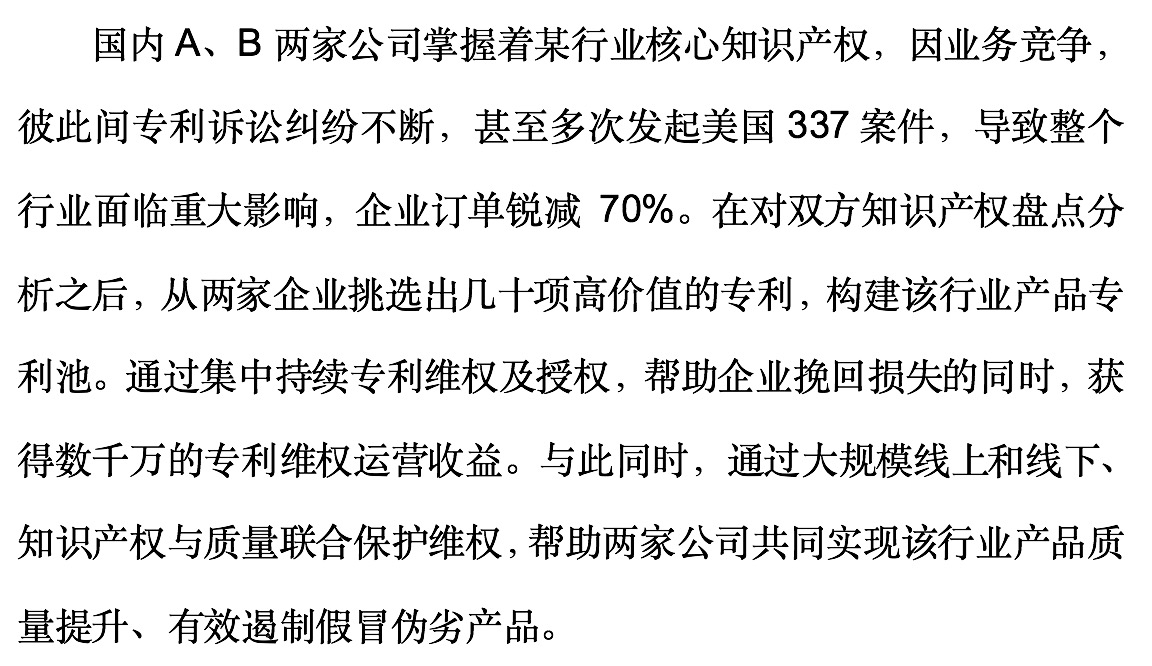 国内 A、B 两家公司掌握着某行业核心知识产权，因业务竞争，
彼此间专利诉讼纠纷不断，甚至多次发起美国 337 案件，导致整个
行业面临重大影响，企业订单锐减 70%。在对双方知识产权盘点分
析之后，从两家企业挑选出几十项高价值的专利，构建该行业产品专
利池。通过集中持续专利维权及授权，帮助企业挽回损失的同时，获
得数千万的专利维权运营收益。与此同时，通过大规模线上和线下、
知识产权与质量联合保护维权，帮助两家公司共同实现该行业产品质
量提升、有效遏制假冒伪劣产品。